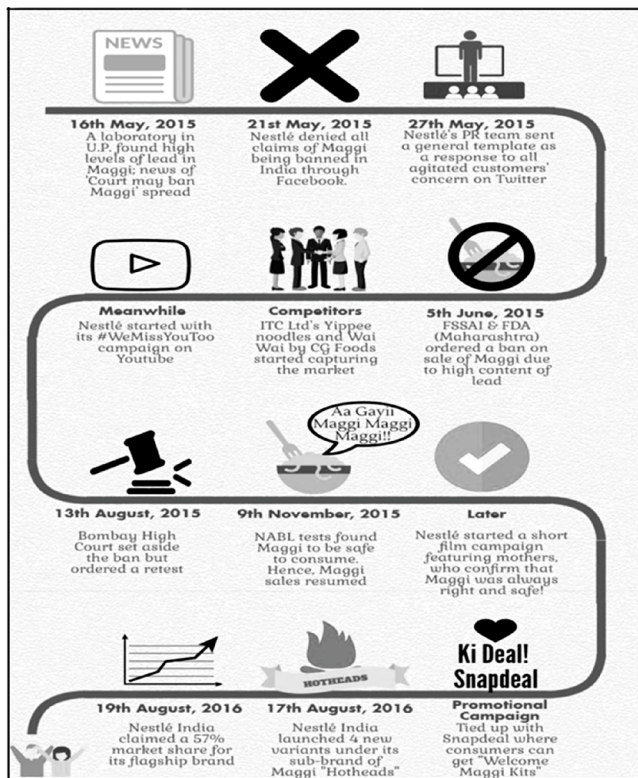 NEWS
16th May, 2015
A laboratory in
U.P. found high
levels of lead in
Maggi; news of
'Court may ban
Maggi' spread
21st May, 2015
Nestlé denied all
claims of Maggi
being banned in
India through
Facebook.
27th May, 2015
Nestlé's PR team sent
a general template as
a response to all
agitated customers'
concern on Twitter
Meanwhile
Nestlé started with
its #WeMissYouToo
campaign on
Youtube
Competitors
ITC Ltd's Yippee
noodles and Wai
Wai by CG Foods
started capturing
the market
5th June, 2015
FSSAI & FDA
(Maharashtra)
ordered a ban on
sale of Maggi due
to high content of
lead
Aa Gayii
Maggi Maggi
Maggi!!
13th August, 2015
Bombay High
Court set aside
the ban but
ordered a retest
9th November, 2015
NABL tests found
Maggi to be safe
to consume.
Hence, Maggi
sales resumed
Later
Nestlé started a short
film campaign
featuring mothers,
who confirm that
Maggi was always
right and safe!
HOTHEADS
Ki Deal!
Snapdeal
19th August, 2016
Nestlé India
claimed a 57%
market share for
its flagship brand
17th August, 2016
Nestlé India
launched 4 new
variants under its
sub-brand of
Maggi "Hotheads"
Promotional
Campaign
Tied up with
Snapdeal where
consumers can
get "Welcome
Maggi Kits"